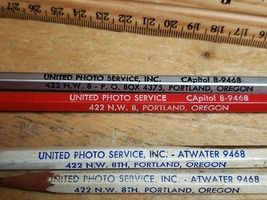 UNITED PHOTO SERVICE, INC. CApitol 8-9468
422 N.W. 8 - P. O. BOX 4375, PORTLAND, OREGON
UNITED PHOTO SERVICE CApitol 8-9468
422 N.W. 8, PORTLAND, OREGON
UNITED PHOTO SERVICE, INC. - ATWATER 9468
422 N.W. 8TH, PORTLAND, OREGON
UNITED PHOTO SERVICE, INC. - ATWATER 9468
422 N.W. 8TH, PORTLAND, OREGON